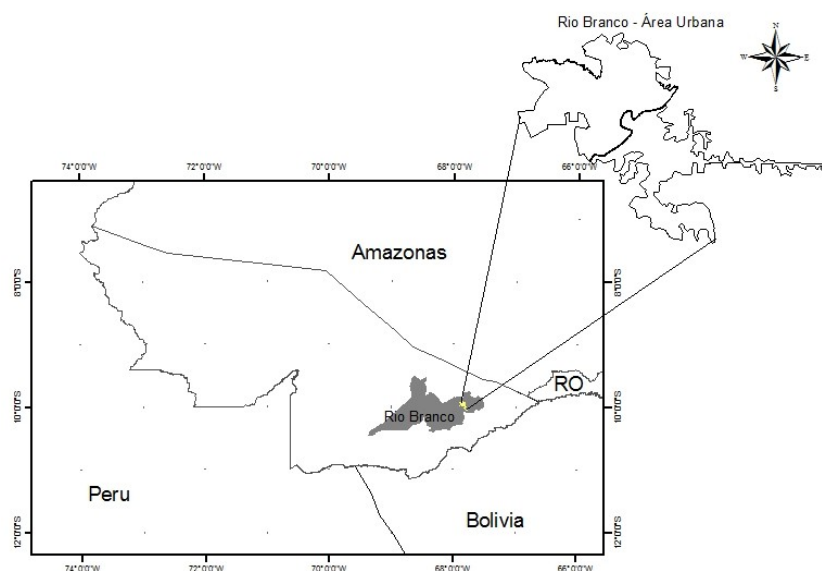 Rio Branco - Área Urbana
N
W E
S
74°0'0"W 72°0'0"W 70°0'0"W 68°0'0"W 66°0'0"W
Amazonas
8°0'0"S 8°0'0"S
RO
10°0'0"S Rio Branco 10°0'0"S
Peru
Bolivia
12°0'0"S 12°0'0"S
74°0'0"W 72°0'0"W 70°0'0"W 68°0'0"W 66°0'0"W